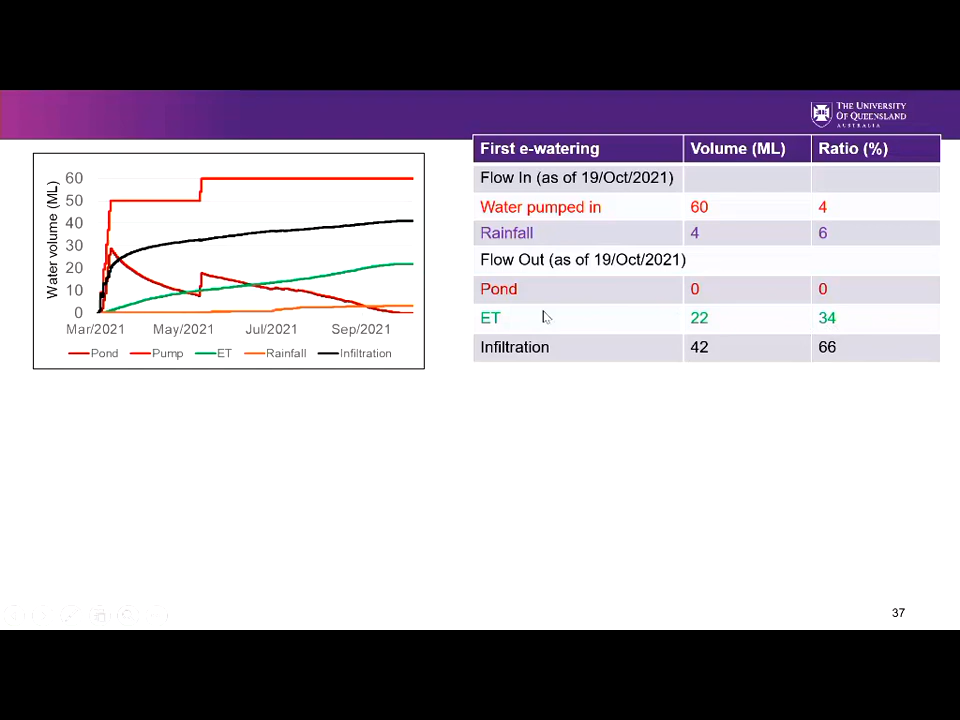 THE UNIVERSITY
OF QUEENSLAND
AUSTRALIA
Water volume (ML)
60
50
40
30
20
10
0
Mar/2021 May/2021 Jul/2021 Sep/2021
Pond Pump ET Rainfall Infiltration
First e-watering Volume (ML) Ratio (%)
Flow In (as of 19/Oct/2021)
Water pumped in 60 4
Rainfall 4 6
Flow Out (as of 19/Oct/2021)
Pond 0 0
ET 22 34
Infiltration 42 66
37